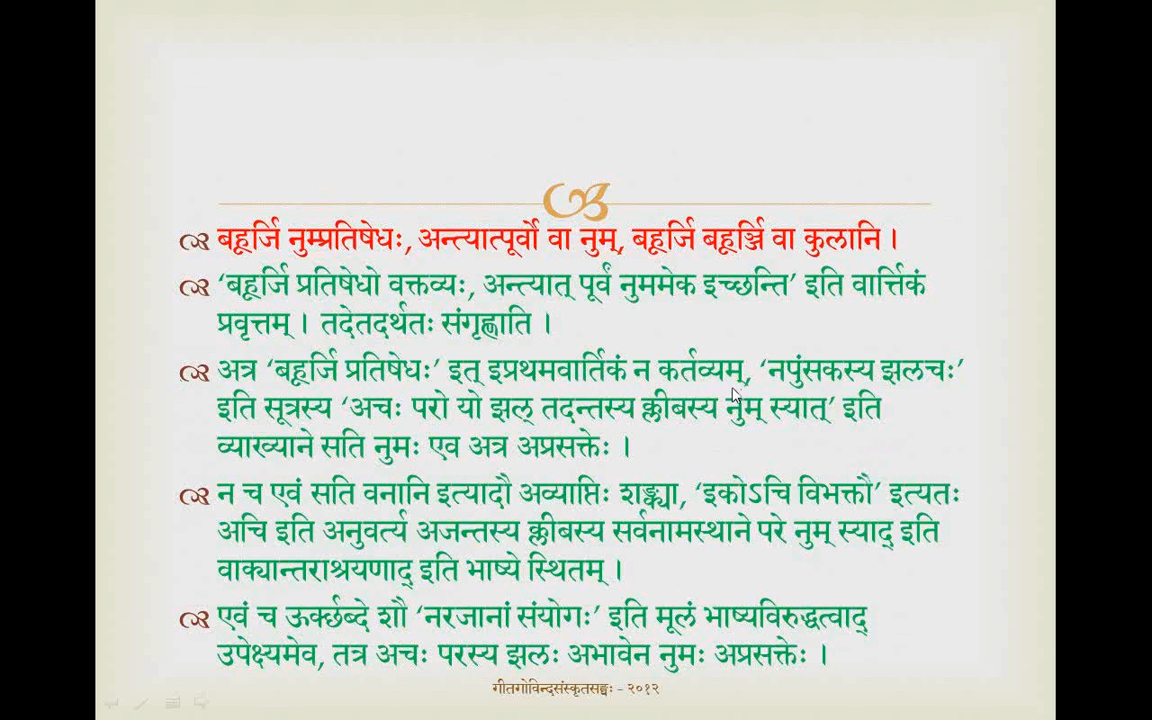 बहूर्जि नुम्प्रतिषेधः, अन्त्यात्पूर्वो वा नुम्, बहूर्जि बहूर्ञ्जि वा कुलानि ।
‘बहूर्जि प्रतिषेधो वक्तव्यः, अन्त्यात् पूर्वं नुममेक इच्छन्ति’ इति वार्त्तिकं
प्रवृत्तम् । तदेतदर्थतः संगृह्णाति ।
अत्र ‘बहूर्जि प्रतिषेधः’ इत् इप्रथमवार्तिकं न कर्तव्यम्, ‘नपुंसकस्य झलचः’
इति सूत्रस्य ‘अचः परो यो झल् तदन्तस्य क्लीबस्य नुम् स्यात्’ इति
व्याख्याने सति नुमः एव अत्र अप्रसक्तेः ।
न च एवं सति वनानि इत्यादौ अव्याप्तिः शङ्क्या, ‘इकोऽचि विभक्तौ’ इत्यतः
अचि इति अनुवर्त्य अजन्तस्य क्लीबस्य सर्वनामस्थाने परे नुम् स्याद् इति
वाक्यान्तराश्रयणाद् इति भाष्ये स्थितम् ।
एवं च ऊर्क्छब्दे शौ ‘नरजानां संयोगः’ इति मूलं भाष्यविरुद्धत्वाद्
उपेक्ष्यमेव, तत्र अचः परस्य झलः अभावेन नुमः अप्रसक्तेः ।
गीतगोविन्दसंस्कृतसङ्घः - २०१२